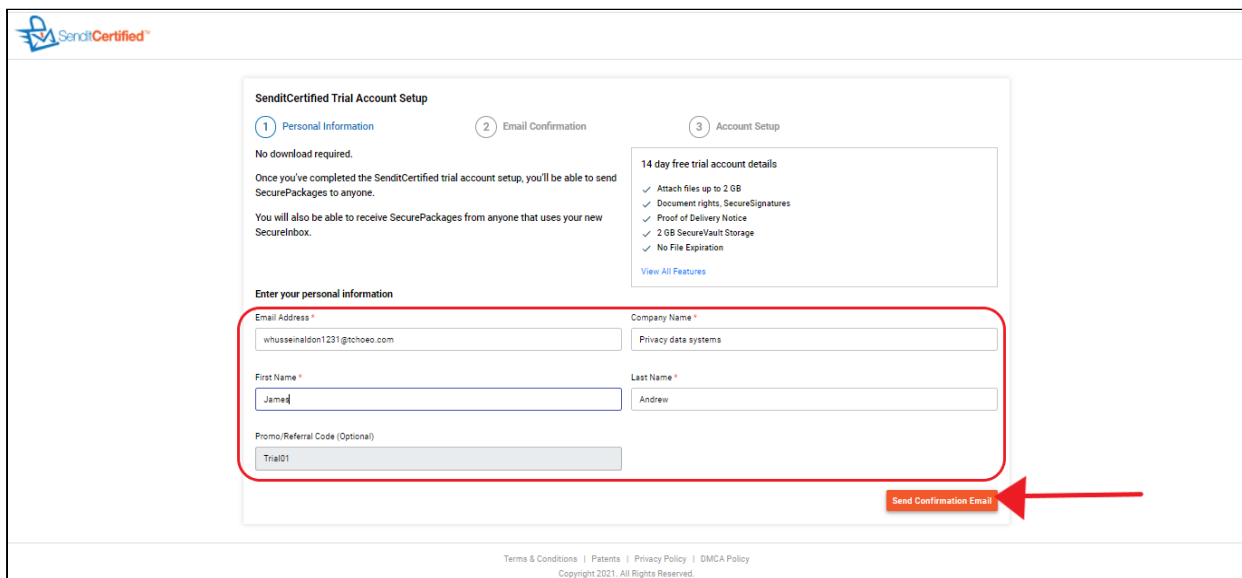 SenditCertified™
SenditCertified Trial Account Setup
1 Personal Information 2 Email Confirmation 3 Account Setup
No download required.
Once you've completed the SenditCertified trial account setup, you'll be able to send
SecurePackages to anyone.
You will also be able to receive SecurePackages from anyone that uses your new
SecureInbox.
14 day free trial account details
Attach files up to 2 GB
Document rights, SecureSignatures
Proof of Delivery Notice
2 GB SecureVault Storage
No File Expiration
View All Features
Enter your personal information
Email Address * Company Name *
whusseinaldon1231@tchoeo.com Privacy data systems
First Name * Last Name *
James Andrew
Promo/Referral Code (Optional)
Trial01
Send Confirmation Email
Terms & Conditions | Patents | Privacy Policy | DMCA Policy
Copyright 2021. All Rights Reserved.